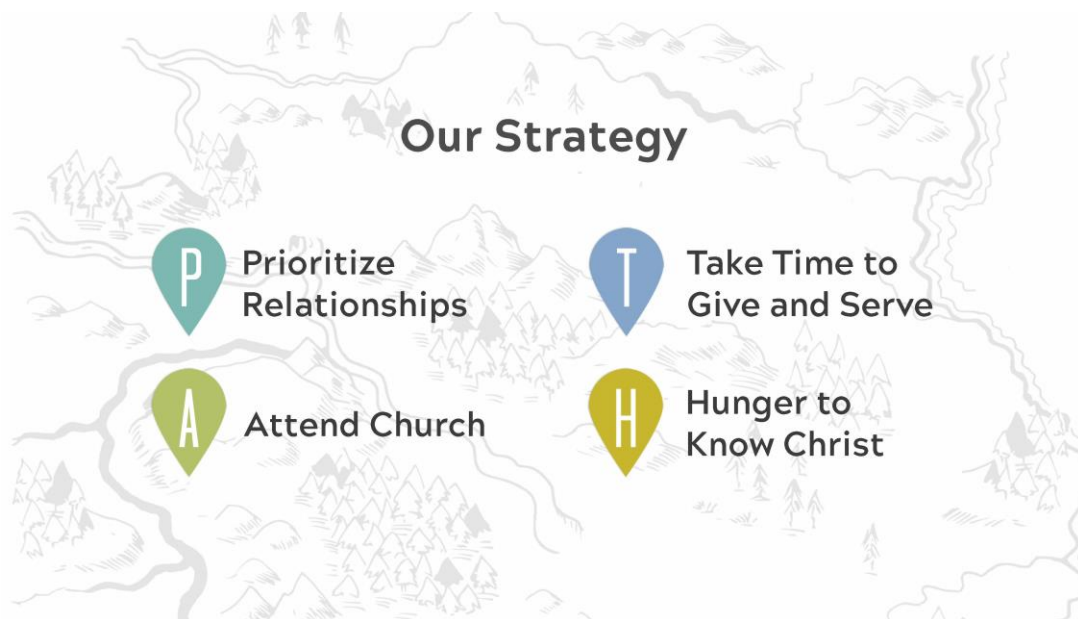 Our Strategy
P
Prioritize
Relationships
A
Attend Church
T
Take Time to
Give and Serve
H
Hunger to
Know Christ